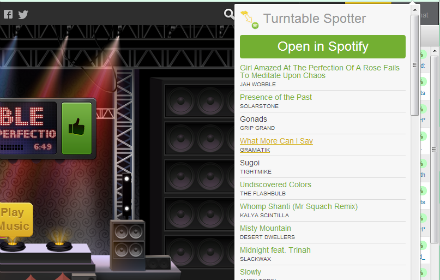 Turntable Spotter
Open in Spotify
Girl Amazed At The Perfection Of A Rose Fails
To Meditate Upon Chaos
JAH WOBBLE
Presence of the Past
SOLARSTONE
Gonads
GRIP GRAND
What More Can I Say
GRAMATIK
Sugoi
TIGHTMIKE
Undiscovered Colors
THE FLASHBULB
Whomp Shanti (Mr Squach Remix)
KALYA SCINTILLA
Misty Mountain
DESERT DWELLERS
Midnight feat. Trinah
SLACKWAX
Slowly
BLE
PERFECTIO
6:49
Play
Music